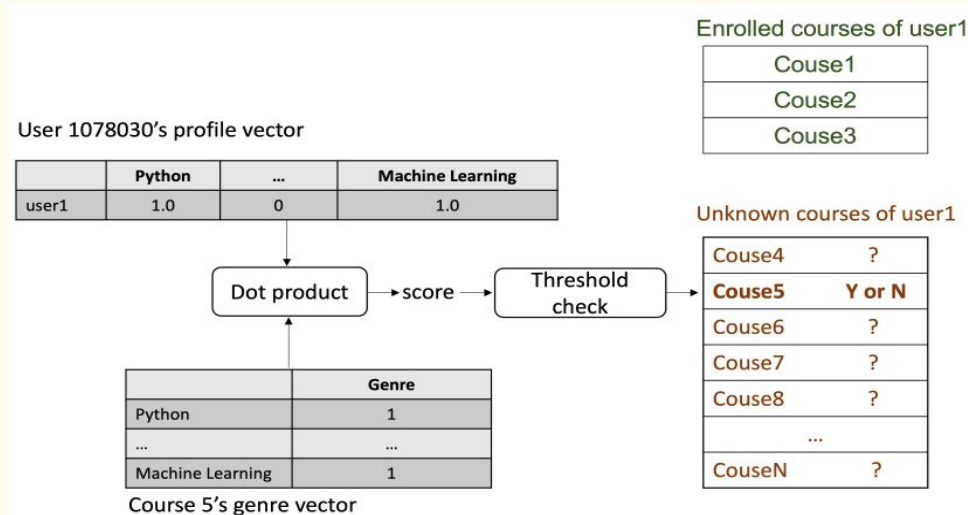 Enrolled courses of user1
Couse1
Couse2
Couse3
User 1078030's profile vector
Python ... Machine Learning
user1 1.0 0 1.0
Unknown courses of user1
Couse4 ?
Couse5 Y or N
Couse6 ?
Couse7 ?
Couse8 ?
...
CouseN ?
Dot product
score
Threshold
check
Genre
Python 1
... ...
Machine Learning 1
Course 5's genre vector